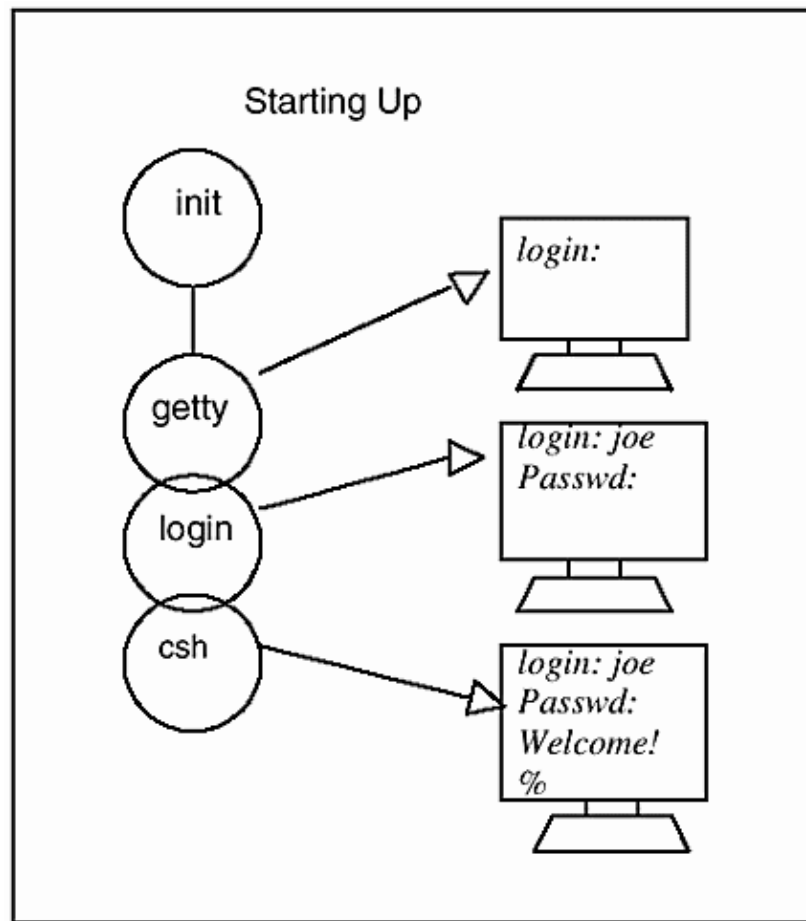 Starting Up
init
login:
getty
login: joe
Passwd:
login
csh
login: joe
Passwd:
Welcome!
%